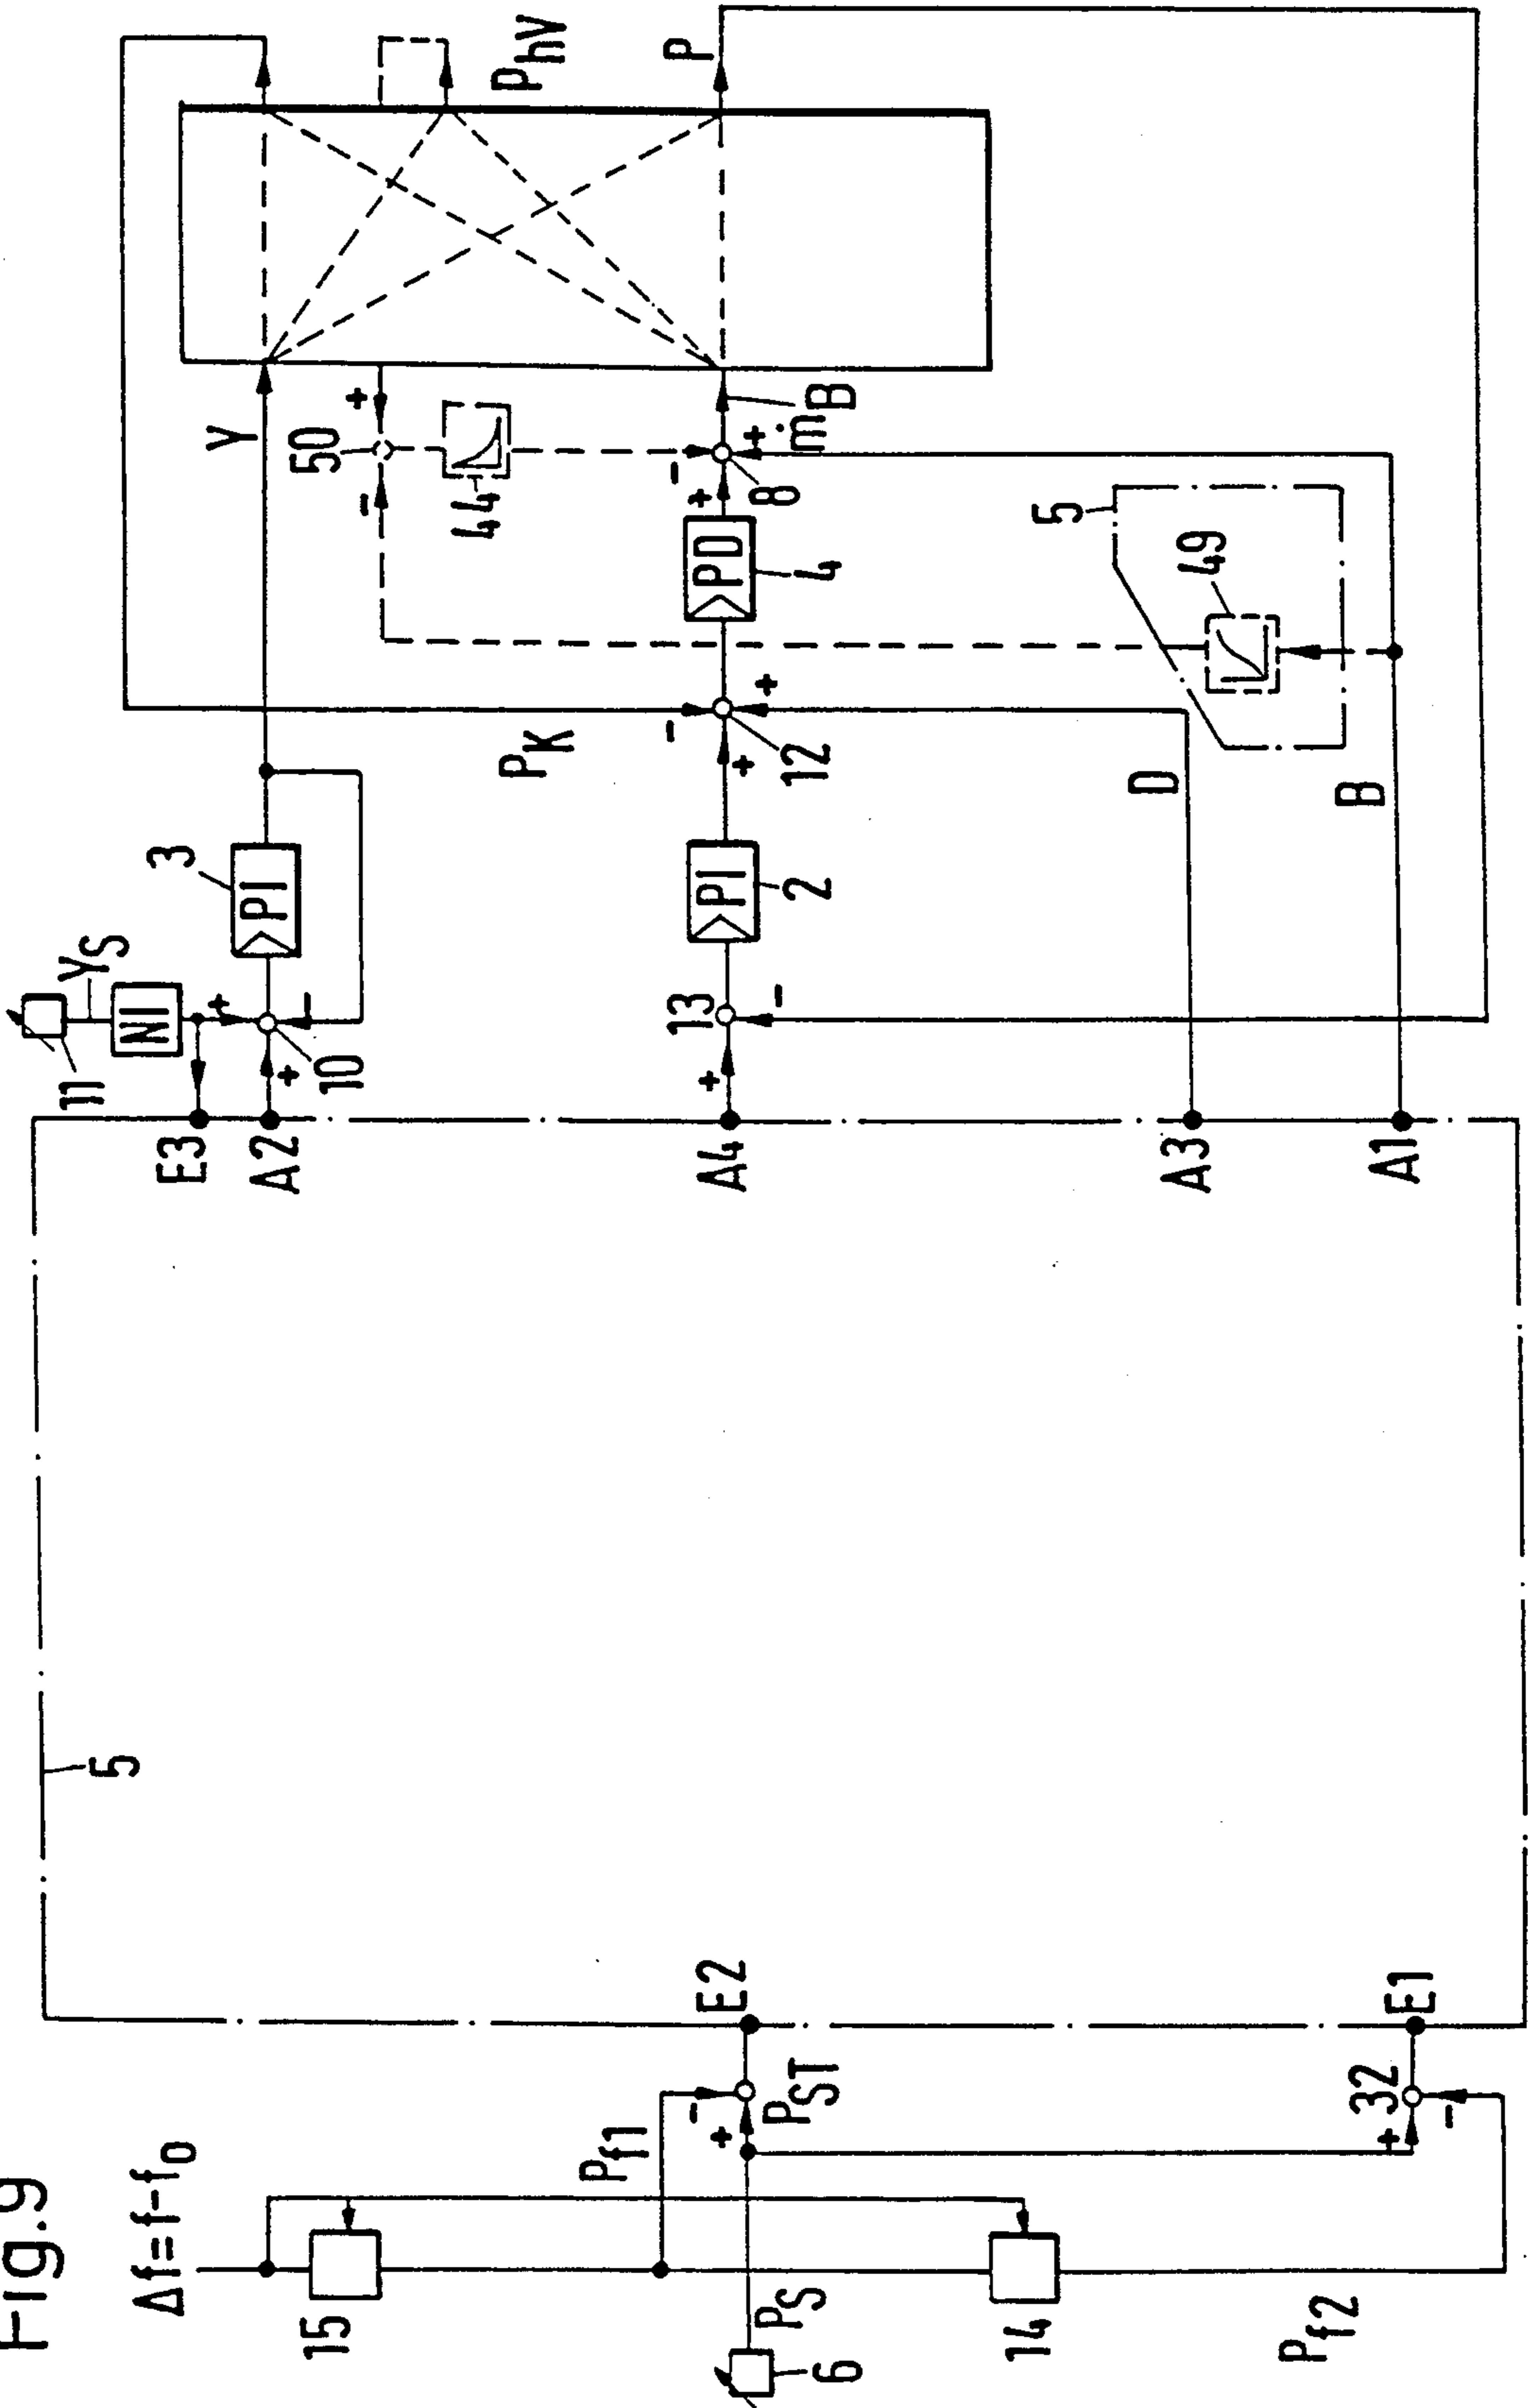 Fig.9
Δf=f-f₀
15
Pf1
PS
6
14
Pf2
+
-
PST
E2
+
-
32
E1
5
E3
A2
A4
A3
A1
11
YS
NI
+
+
-
10
PI
3
Y
+
13
-
PI
2
PK
-
+
+
12
D
B
PD
4
+
-
+
8
ṁB
-
+
50
44
5
49
PhV
P